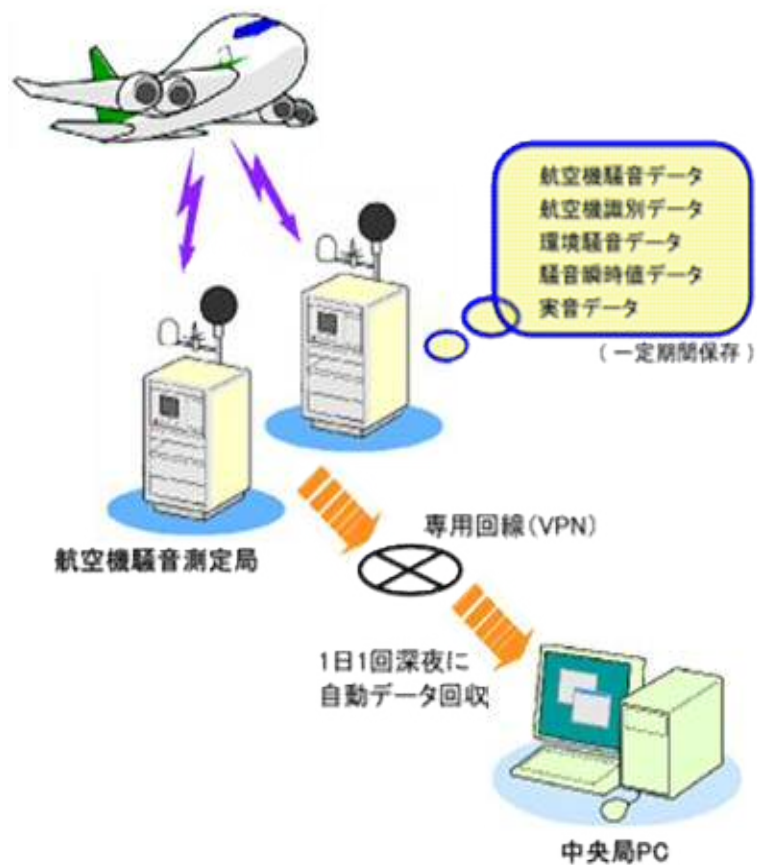 航空機騒音データ
航空機識別データ
環境騒音データ
騒音瞬時値データ
実音データ
(一定期間保存)
航空機騒音測定局
専用回線(VPN)
1日1回深夜に
自動データ回収
中央局PC